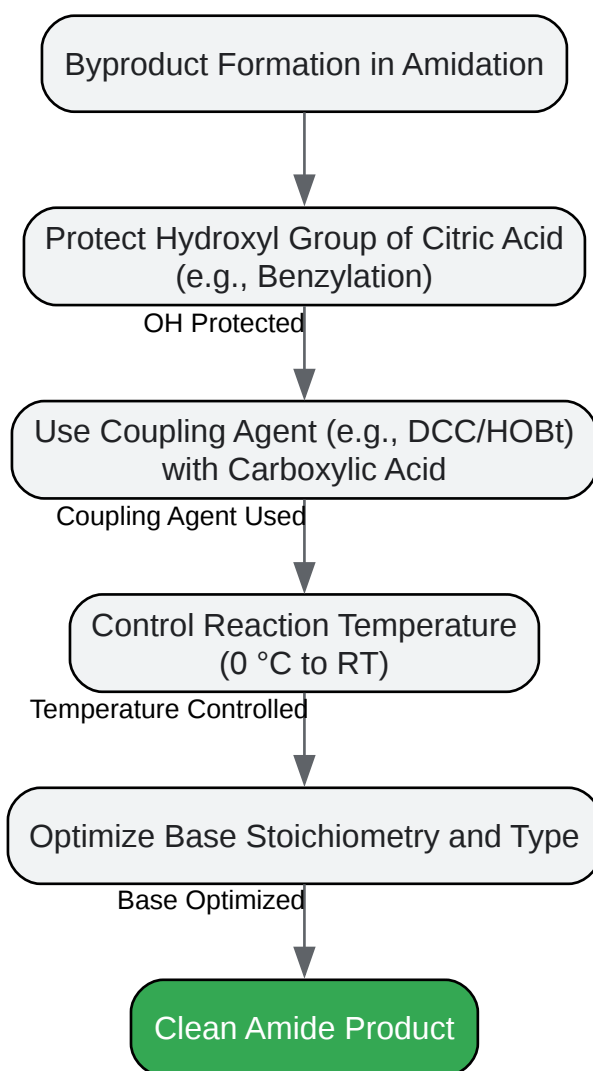 Byproduct Formation in Amidation
Protect Hydroxyl Group of Citric Acid
(e.g., Benzylation)
OH Protected
Use Coupling Agent (e.g., DCC/HOBt)
with Carboxylic Acid
Coupling Agent Used
Control Reaction Temperature
(0 °C to RT)
Temperature Controlled
Optimize Base Stoichiometry and Type
Base Optimized
Clean Amide Product